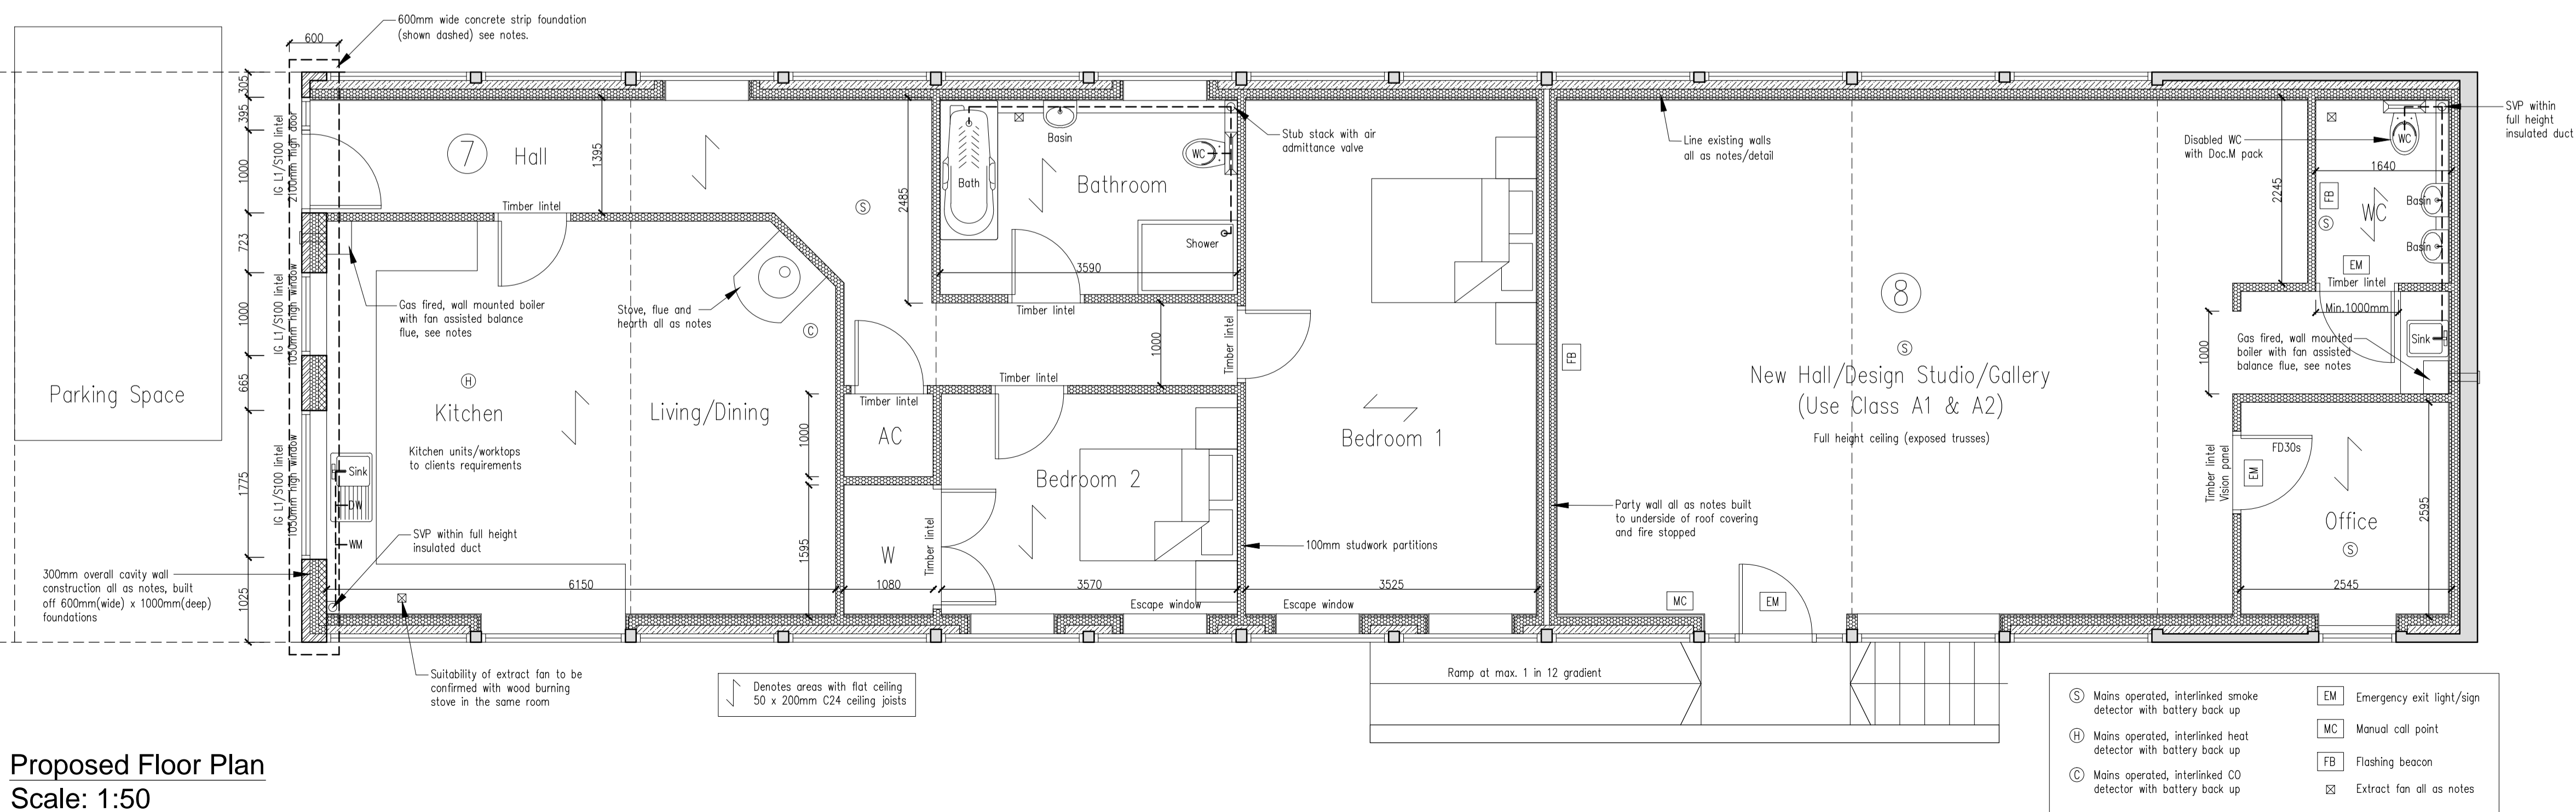 600mm wide concrete strip foundation
(shown dashed) see notes.
600
305
395
1000
723
1000
665
1775
1025
IG L1/S100 lintel
2100mm high door
IG L1/S100 lintel
1050mm high window
IG L1/S100 lintel
1050mm high window
Parking Space
300mm overall cavity wall
construction all as notes, built
off 600mm(wide) x 1000mm(deep)
foundations
7
Hall
1395
Timber lintel
Gas fired, wall mounted boiler
with fan assisted balance
flue, see notes
Stove, flue and
hearth all as notes
C
H
Kitchen
Kitchen units/worktops
to clients requirements
Living/Dining
Sink
DW
WM
SVP within full height
insulated duct
6150
Suitability of extract fan to be
confirmed with wood burning
stove in the same room
S
2485
Bath
Basin
WC
Bathroom
Shower
3590
Stub stack with air
admittance valve
Timber lintel
1000
Timber lintel
Timber lintel
Timber lintel
AC
1000
W
1595
1080
Timber lintel
Bedroom 2
3570
Escape window
Bedroom 1
3525
Escape window
100mm studwork partitions
Line existing walls
all as notes/detail
FB
8
S
New Hall/Design Studio/Gallery
(Use Class A1 & A2)
Full height ceiling (exposed trusses)
Party wall all as notes built
to underside of roof covering
and fire stopped
MC
EM
Ramp at max. 1 in 12 gradient
Disabled WC
with Doc.M pack
SVP within
full height
insulated duct
WC
1640
2245
FB
S
WC
Basin
Basin
EM
Timber lintel
Min.1000mm
Sink
1000
Gas fired, wall mounted
boiler with fan assisted
balance flue, see notes
Timber lintel
Vision panel
EM
FD30s
Office
S
2595
2545
Denotes areas with flat ceiling
50 x 200mm C24 ceiling joists
S Mains operated, interlinked smoke
detector with battery back up
H Mains operated, interlinked heat
detector with battery back up
C Mains operated, interlinked CO
detector with battery back up
EM Emergency exit light/sign
MC Manual call point
FB Flashing beacon
Extract fan all as notes
Proposed Floor Plan
Scale: 1:50